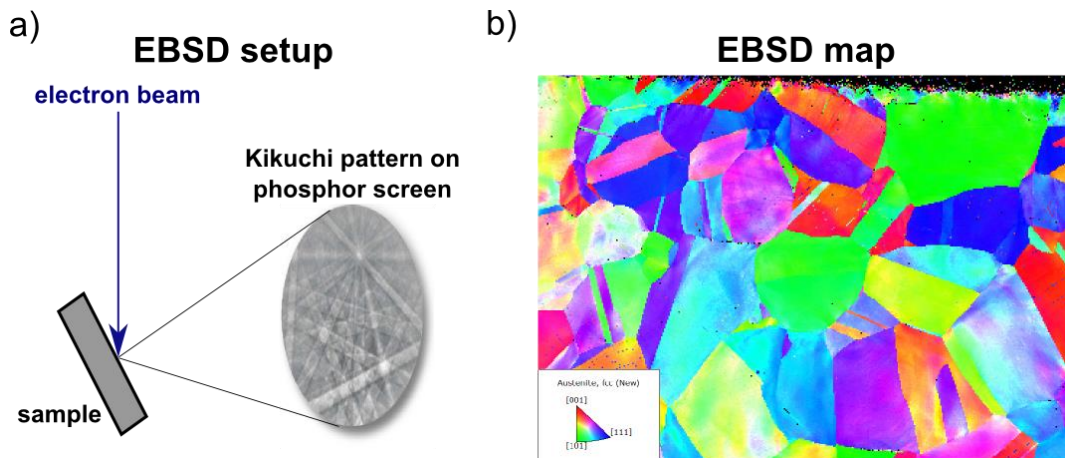 a)
EBSD setup
electron beam
Kikuchi pattern on
phosphor screen
sample
b)
EBSD map
Austenite, fcc (New)
[001]
[111]
[101]